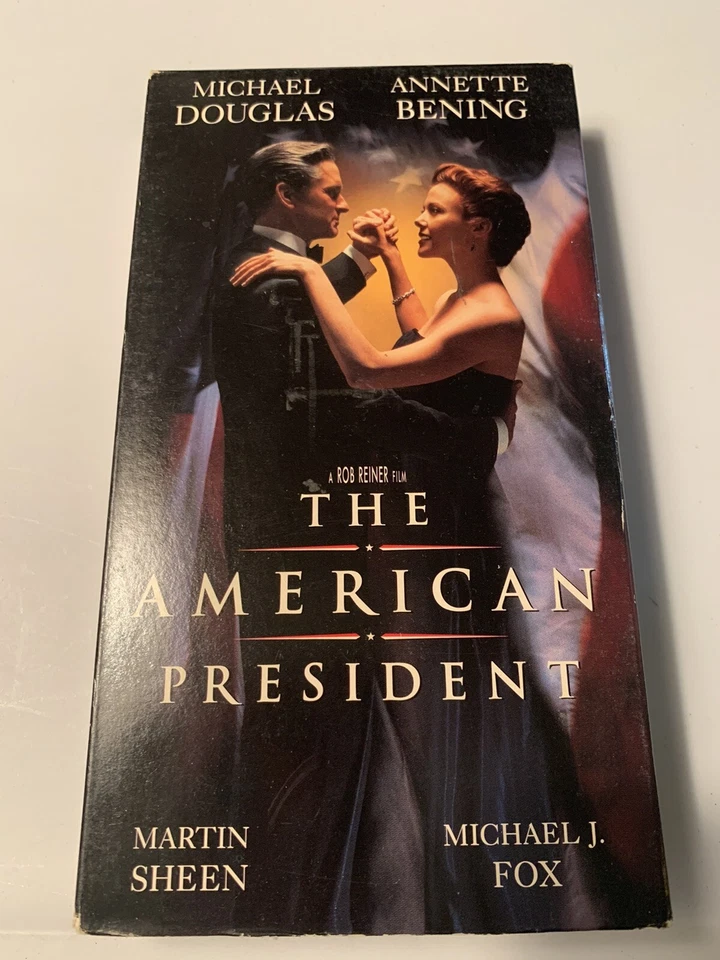 MICHAEL
DOUGLAS
ANNETTE
BENING
A ROB REINER FILM
THE
AMERICAN
PRESIDENT
MARTIN
SHEEN
MICHAEL J.
FOX